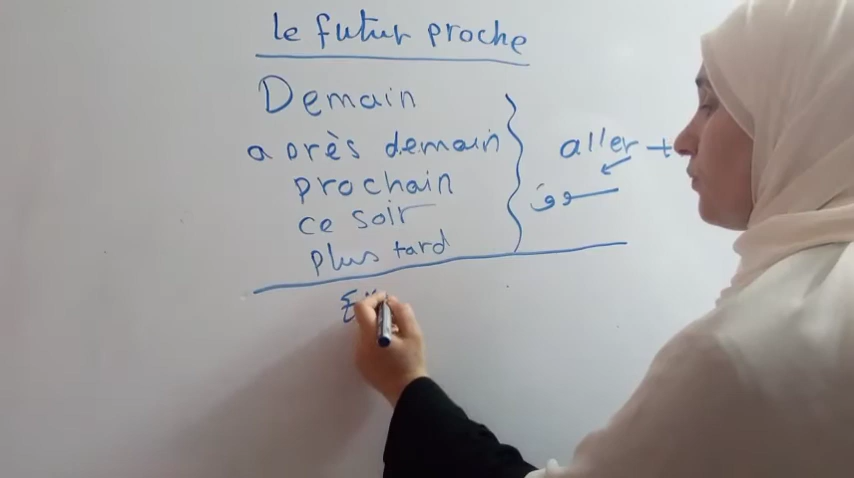 le futur proche
Demain
après demain
prochain
ce soir
plus tard
aller +
سوف